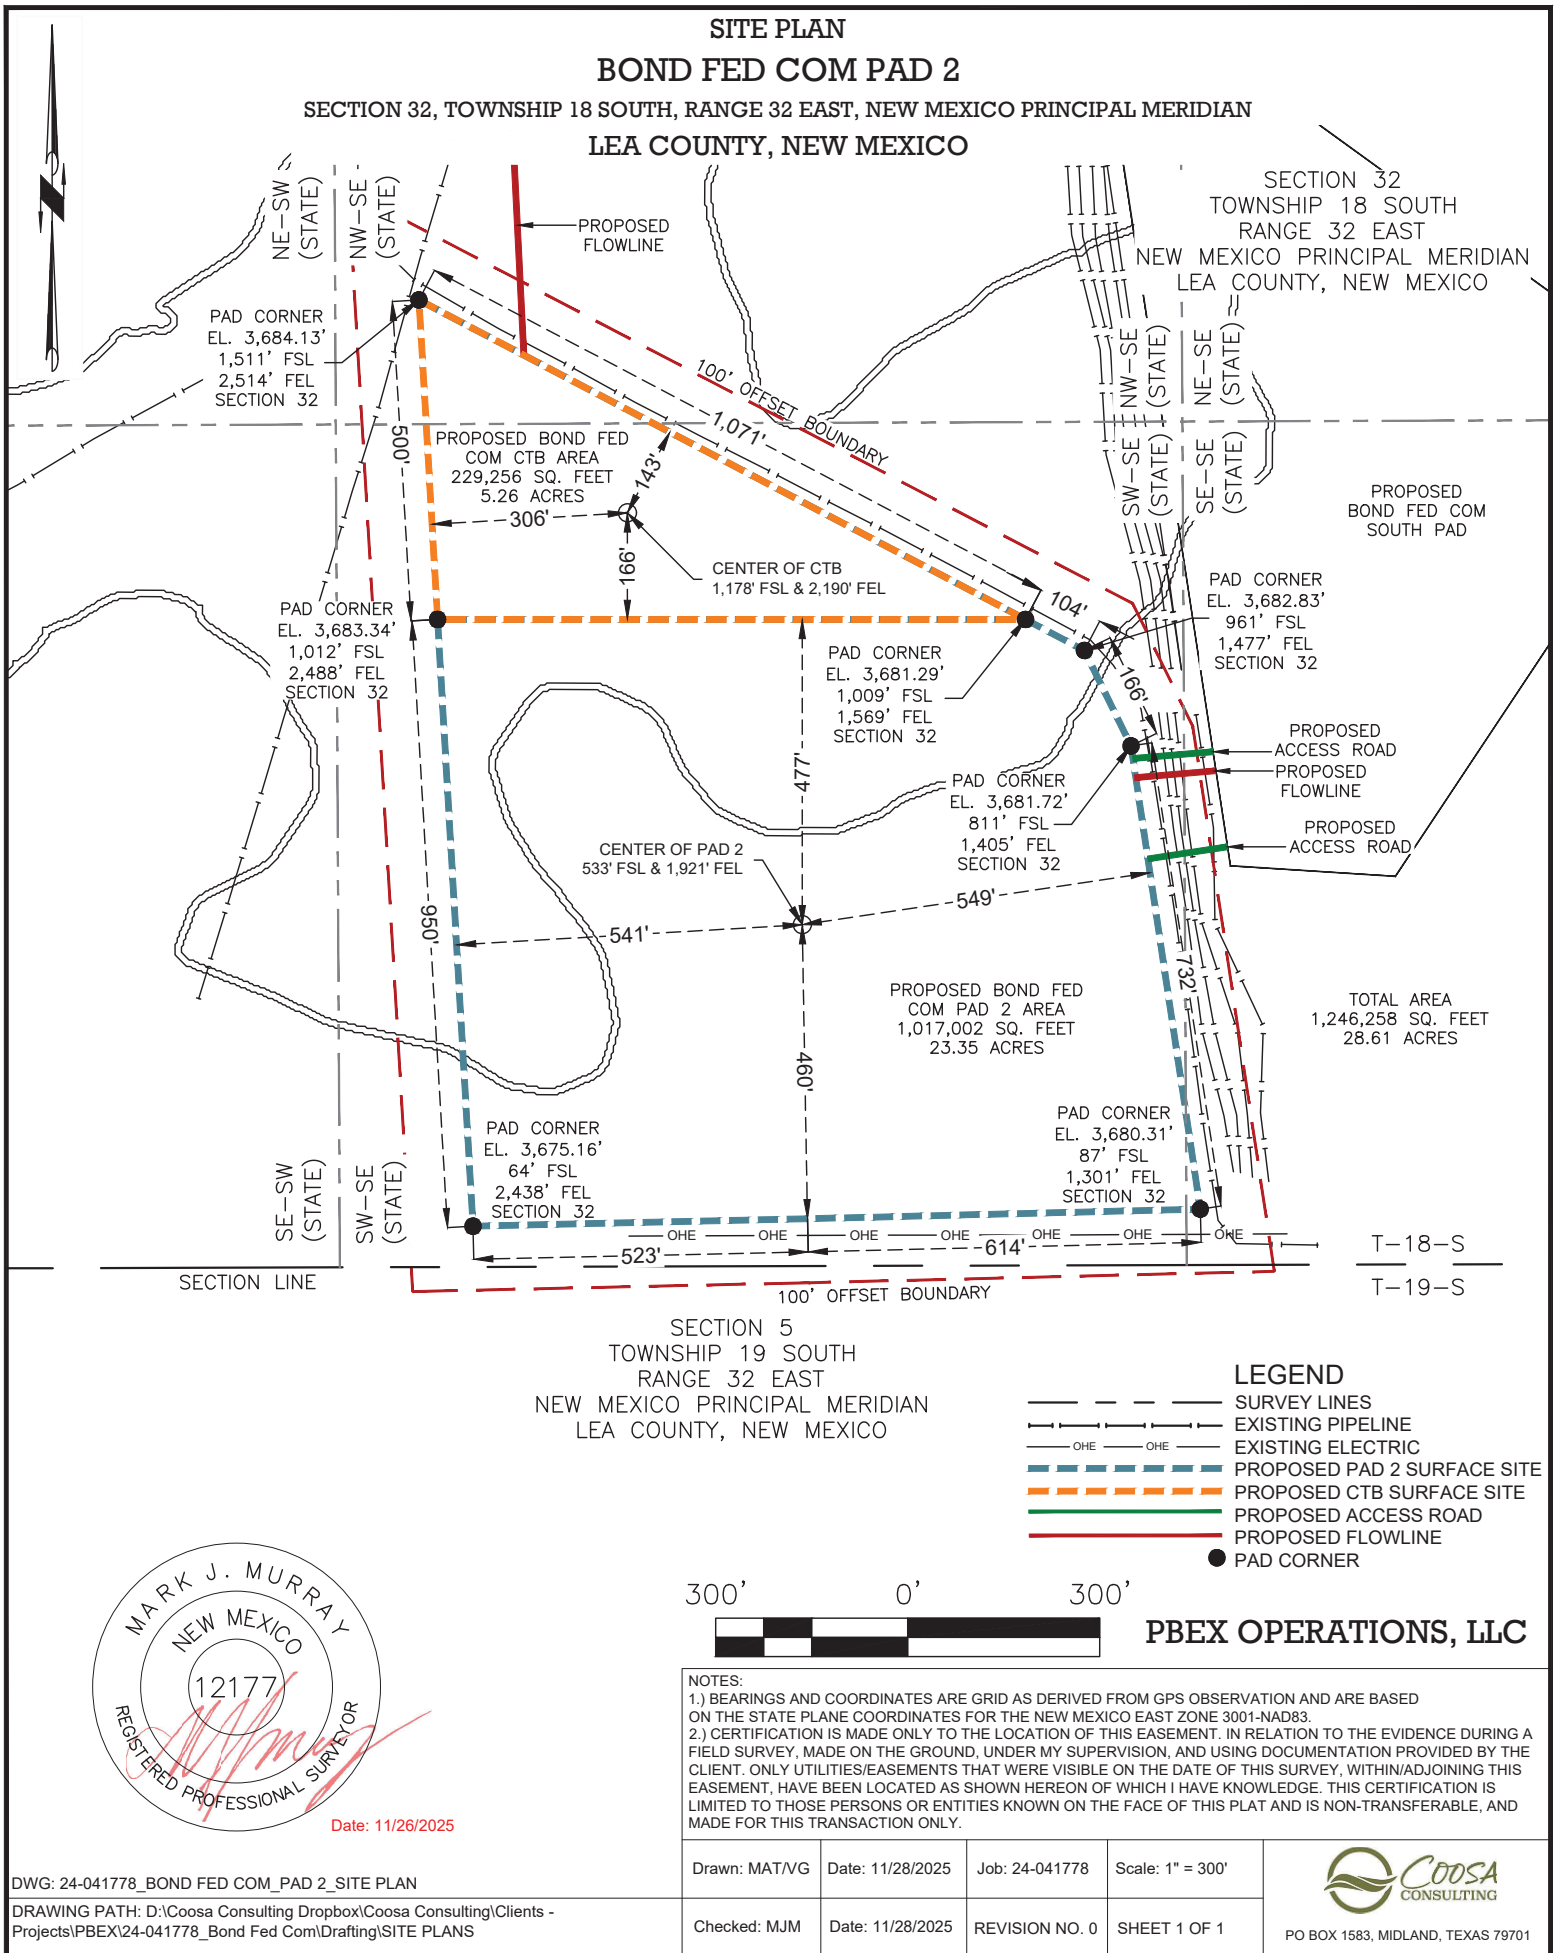 SITE PLAN
BOND FED COM PAD 2
SECTION 32, TOWNSHIP 18 SOUTH, RANGE 32 EAST, NEW MEXICO PRINCIPAL MERIDIAN
LEA COUNTY, NEW MEXICO
NE-SW
(STATE)
NW-SE
(STATE)
PROPOSED
FLOWLINE
SECTION 32
TOWNSHIP 18 SOUTH
RANGE 32 EAST
NEW MEXICO PRINCIPAL MERIDIAN
LEA COUNTY, NEW MEXICO
PAD CORNER
EL. 3,684.13'
1,511' FSL
2,514' FEL
SECTION 32
100' OFFSET BOUNDARY
1,071'
NW-SE
(STATE)
NE-SE
(STATE)
SW-SE
(STATE)
SE-SE
(STATE)
500'
PROPOSED BOND FED
COM CTB AREA
229,256 SQ. FEET
5.26 ACRES
143'
306'
166'
CENTER OF CTB
1,178' FSL & 2,190' FEL
PROPOSED
BOND FED COM
SOUTH PAD
PAD CORNER
EL. 3,683.34'
1,012' FSL
2,488' FEL
SECTION 32
104'
PAD CORNER
EL. 3,682.83'
961' FSL
1,477' FEL
SECTION 32
PAD CORNER
EL. 3,681.29'
1,009' FSL
1,569' FEL
SECTION 32
166'
477'
PROPOSED
ACCESS ROAD
PROPOSED
FLOWLINE
PROPOSED
ACCESS ROAD
PAD CORNER
EL. 3,681.72'
811' FSL
1,405' FEL
SECTION 32
CENTER OF PAD 2
533' FSL & 1,921' FEL
549'
541'
950'
732'
PROPOSED BOND FED
COM PAD 2 AREA
1,017,002 SQ. FEET
23.35 ACRES
TOTAL AREA
1,246,258 SQ. FEET
28.61 ACRES
460'
PAD CORNER
EL. 3,675.16'
64' FSL
2,438' FEL
SECTION 32
PAD CORNER
EL. 3,680.31'
87' FSL
1,301' FEL
SECTION 32
SE-SW
(STATE)
SW-SE
(STATE)
OHE OHE OHE OHE OHE OHE OHE
523'
614'
T-18-S
SECTION LINE
T-19-S
100' OFFSET BOUNDARY
SECTION 5
TOWNSHIP 19 SOUTH
RANGE 32 EAST
NEW MEXICO PRINCIPAL MERIDIAN
LEA COUNTY, NEW MEXICO
LEGEND
SURVEY LINES
EXISTING PIPELINE
OHE OHE EXISTING ELECTRIC
PROPOSED PAD 2 SURFACE SITE
PROPOSED CTB SURFACE SITE
PROPOSED ACCESS ROAD
PROPOSED FLOWLINE
PAD CORNER
300' 0' 300'
PBEX OPERATIONS, LLC
MARK J. MURRAY
NEW MEXICO
12177
REGISTERED PROFESSIONAL SURVEYOR
Date: 11/26/2025
NOTES:
1.) BEARINGS AND COORDINATES ARE GRID AS DERIVED FROM GPS OBSERVATION AND ARE BASED
ON THE STATE PLANE COORDINATES FOR THE NEW MEXICO EAST ZONE 3001-NAD83.
2.) CERTIFICATION IS MADE ONLY TO THE LOCATION OF THIS EASEMENT. IN RELATION TO THE EVIDENCE DURING A
FIELD SURVEY, MADE ON THE GROUND, UNDER MY SUPERVISION, AND USING DOCUMENTATION PROVIDED BY THE
CLIENT. ONLY UTILITIES/EASEMENTS THAT WERE VISIBLE ON THE DATE OF THIS SURVEY, WITHIN/ADJOINING THIS
EASEMENT, HAVE BEEN LOCATED AS SHOWN HEREON OF WHICH I HAVE KNOWLEDGE. THIS CERTIFICATION IS
LIMITED TO THOSE PERSONS OR ENTITIES KNOWN ON THE FACE OF THIS PLAT AND IS NON-TRANSFERABLE, AND
MADE FOR THIS TRANSACTION ONLY.
DWG: 24-041778_BOND FED COM_PAD 2_SITE PLAN
DRAWING PATH: D:\Coosa Consulting Dropbox\Coosa Consulting\Clients -
Projects\PBEX\24-041778_Bond Fed Com\Drafting\SITE PLANS
Drawn: MAT/VG Date: 11/28/2025 Job: 24-041778 Scale: 1" = 300'
Checked: MJM Date: 11/28/2025 REVISION NO. 0 SHEET 1 OF 1
COOSA
CONSULTING
PO BOX 1583, MIDLAND, TEXAS 79701